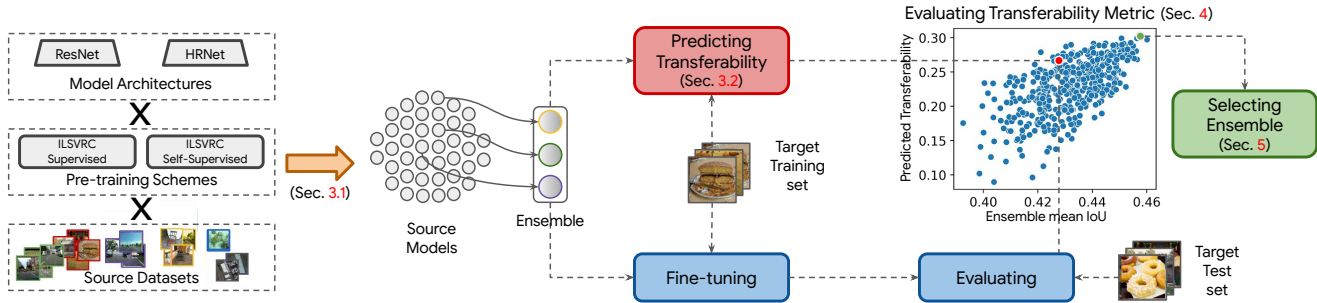 ResNet
HRNet
Model Architectures
X
ILSVRC
Supervised
ILSVRC
Self-Supervised
Pre-training Schemes
X
Source Datasets
(Sec. 3.1)
Source
Models
Ensemble
Predicting
Transferability
(Sec. 3.2)
Target
Training
set
Fine-tuning
Evaluating Transferability Metric (Sec. 4)
Predicted Transferability
0.30
0.25
0.20
0.15
0.10
0.40
0.42
0.44
0.46
Ensemble mean IoU
Evaluating
Selecting
Ensemble
(Sec. 5)
Target
Test
set